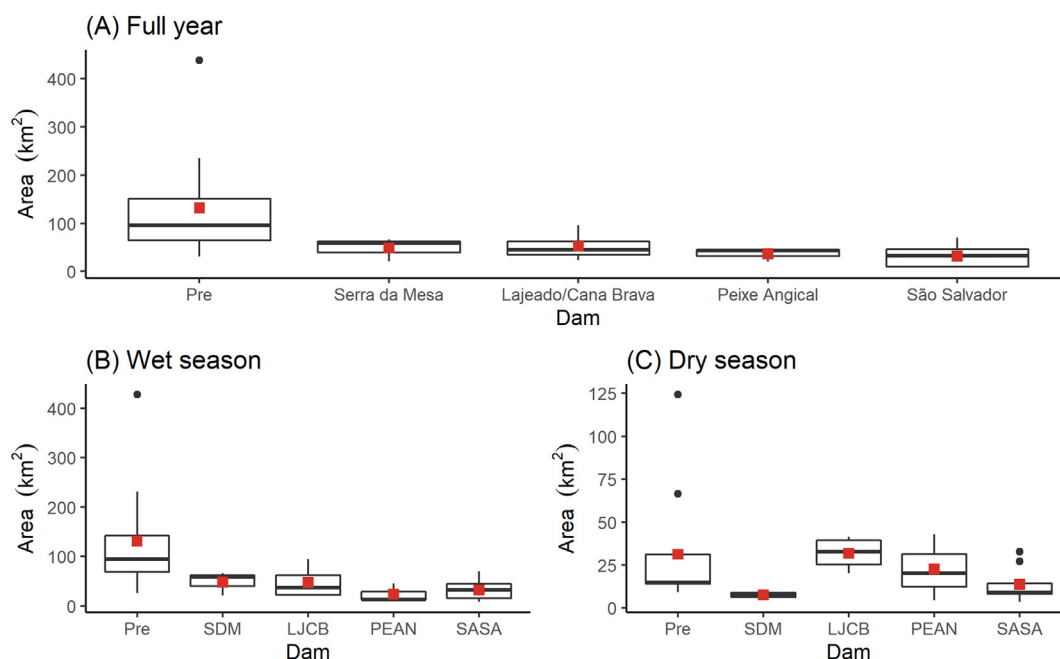 (A) Full year
Area (km²)
400
300
200
100
0
Pre Serra da Mesa Lajeado/Cana Brava Peixe Angical São Salvador
Dam
(B) Wet season
Area (km²)
400
300
200
100
0
Pre SDM LJCB PEAN SASA
Dam
(C) Dry season
Area (km²)
125
100
75
50
25
0
Pre SDM LJCB PEAN SASA
Dam